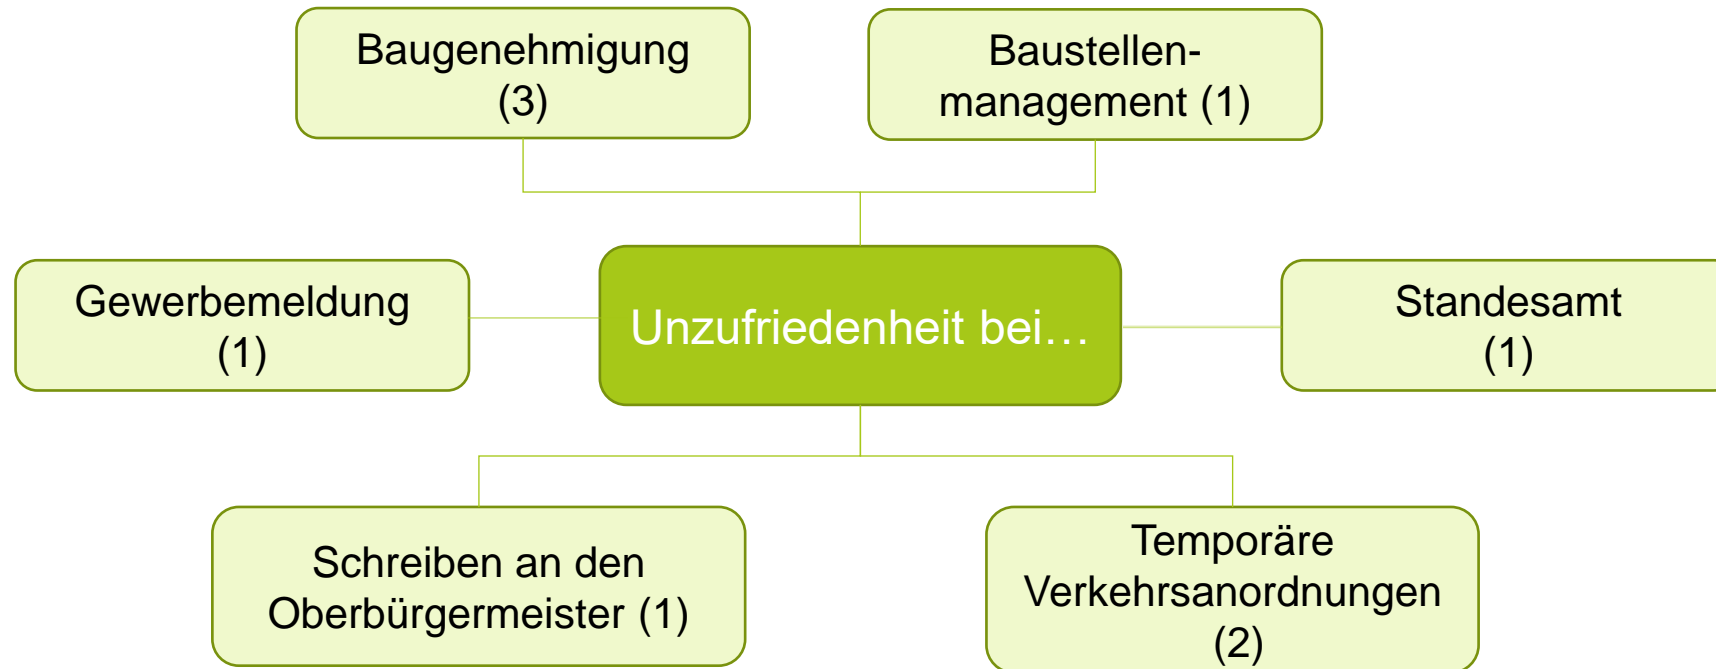 Baugenehmigung
(3)
Baustellen-
management (1)
Gewerbemeldung
(1)
Unzufriedenheit bei…
Standesamt
(1)
Schreiben an den
Oberbürgermeister (1)
Temporäre
Verkehrsanordnungen
(2)